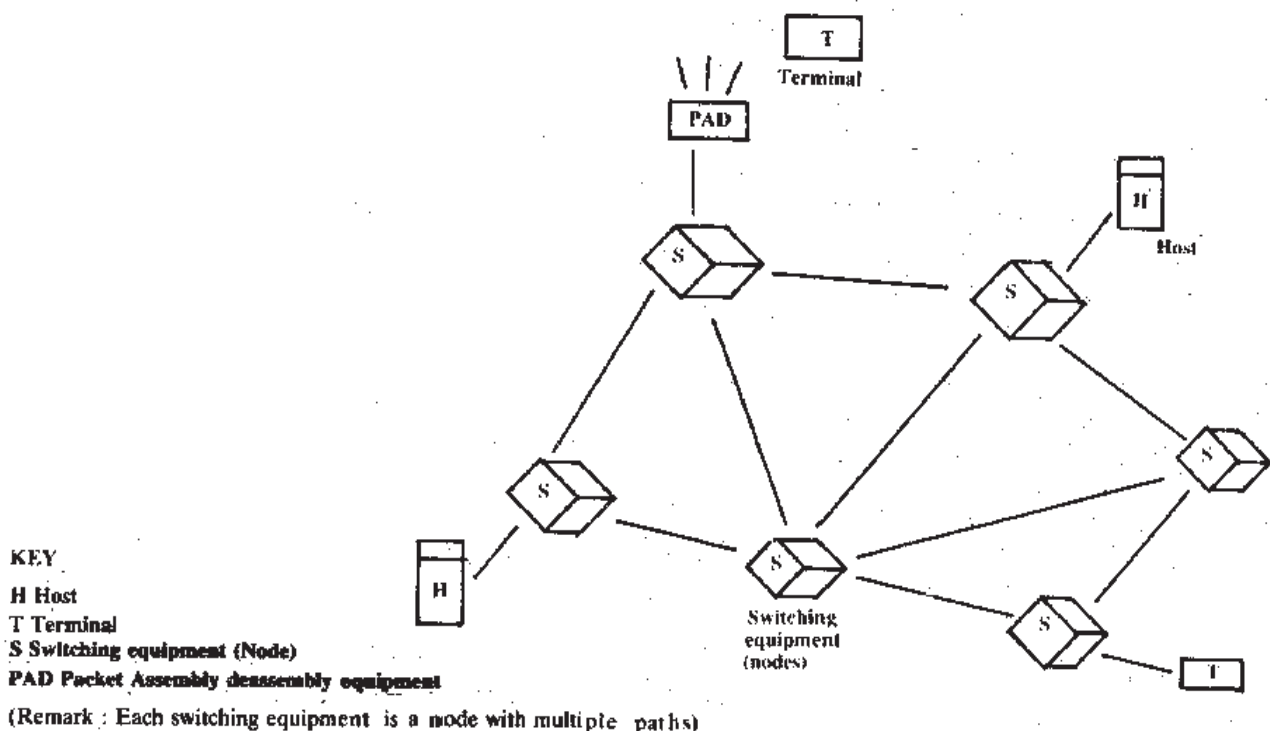 T
Terminal
PAD
H
Host
S
S
S
S
S
Switching
equipment
(nodes)
S
T
H
KEY
H Host
T Terminal
S Switching equipment (Node)
PAD Packet Assembly deassembly equipment
(Remark : Each switching equipment is a node with multiple paths)